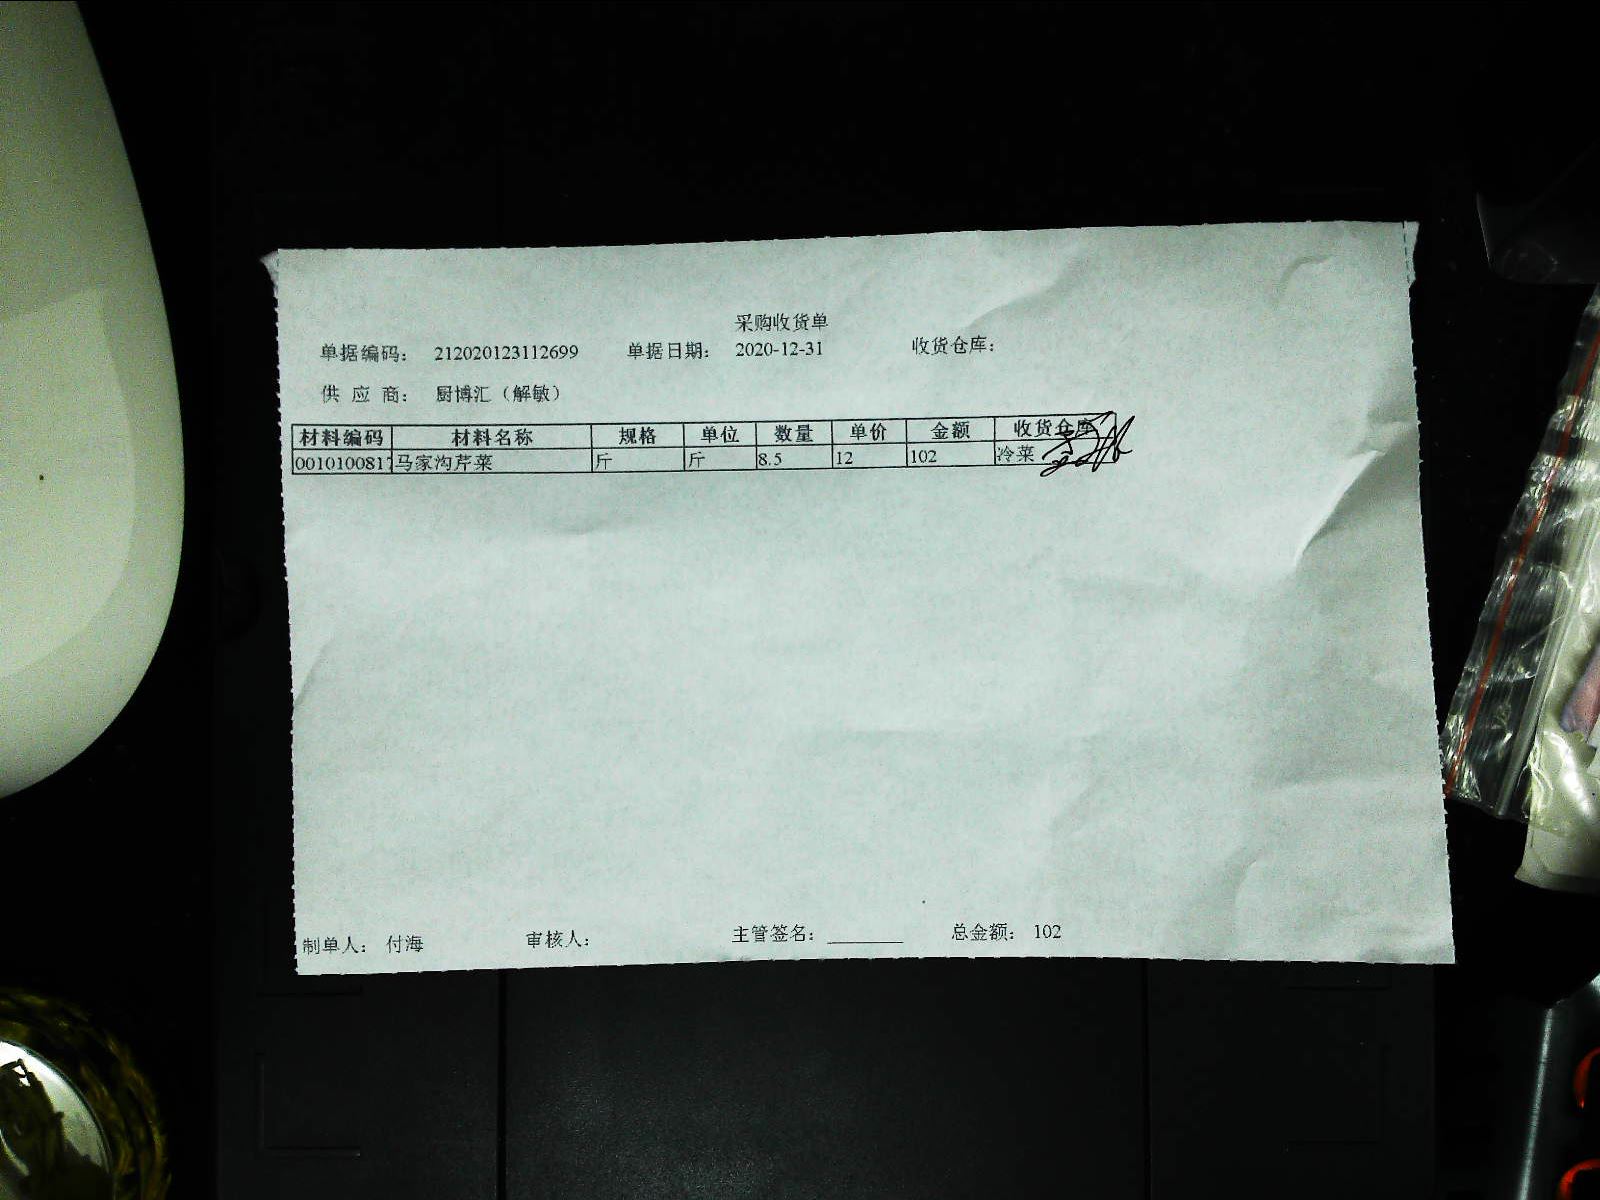 采购收货单
单据编码： 212020123112699 单据日期： 2020-12-31 收货仓库：
供 应 商： 厨博汇（解敏）
材料编码 材料名称 规格 单位 数量 单价 金额 收货仓库
0010100817 马家沟芹菜 斤 斤 8.5 12 102 冷菜
制单人： 付海 审核人： 主管签名： ________ 总金额： 102